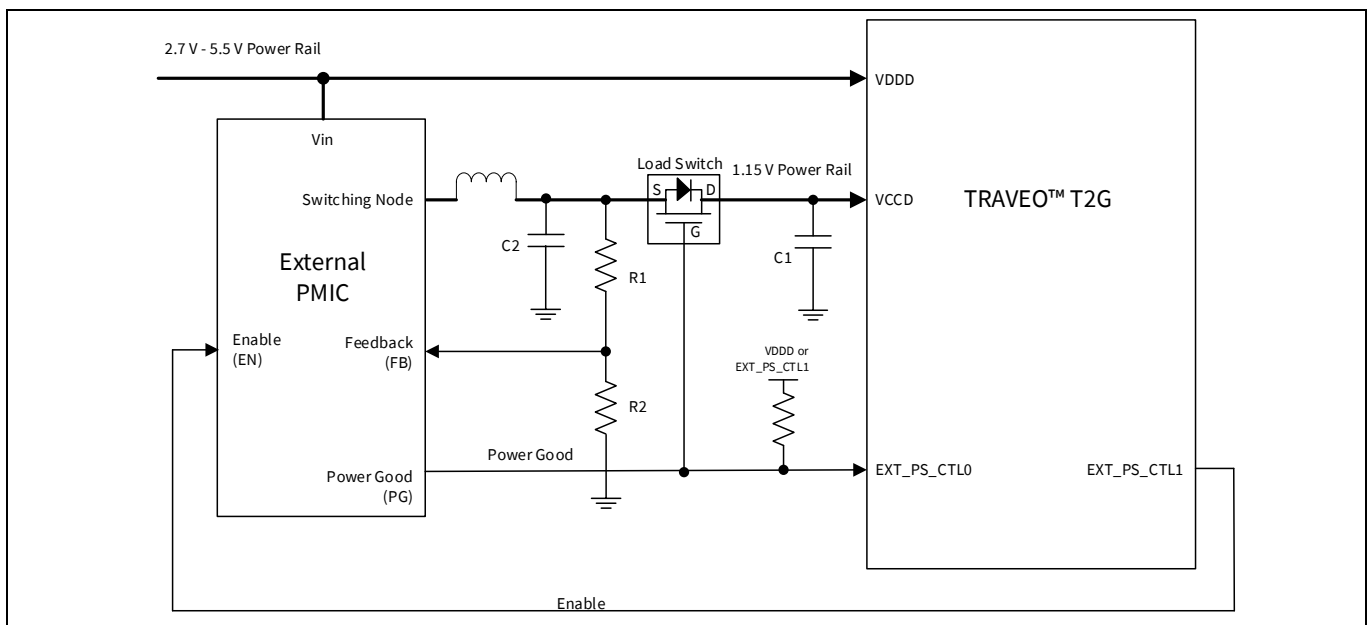 2.7 V - 5.5 V Power Rail
VDDD
Vin
Load Switch
1.15 V Power Rail
S
D
G
Switching Node
VCCD
TRAVEO™ T2G
C2
C1
External
PMIC
R1
Enable
(EN)
Feedback
(FB)
VDDD or
EXT_PS_CTL1
R2
Power Good
Power Good
(PG)
EXT_PS_CTL0
EXT_PS_CTL1
Enable